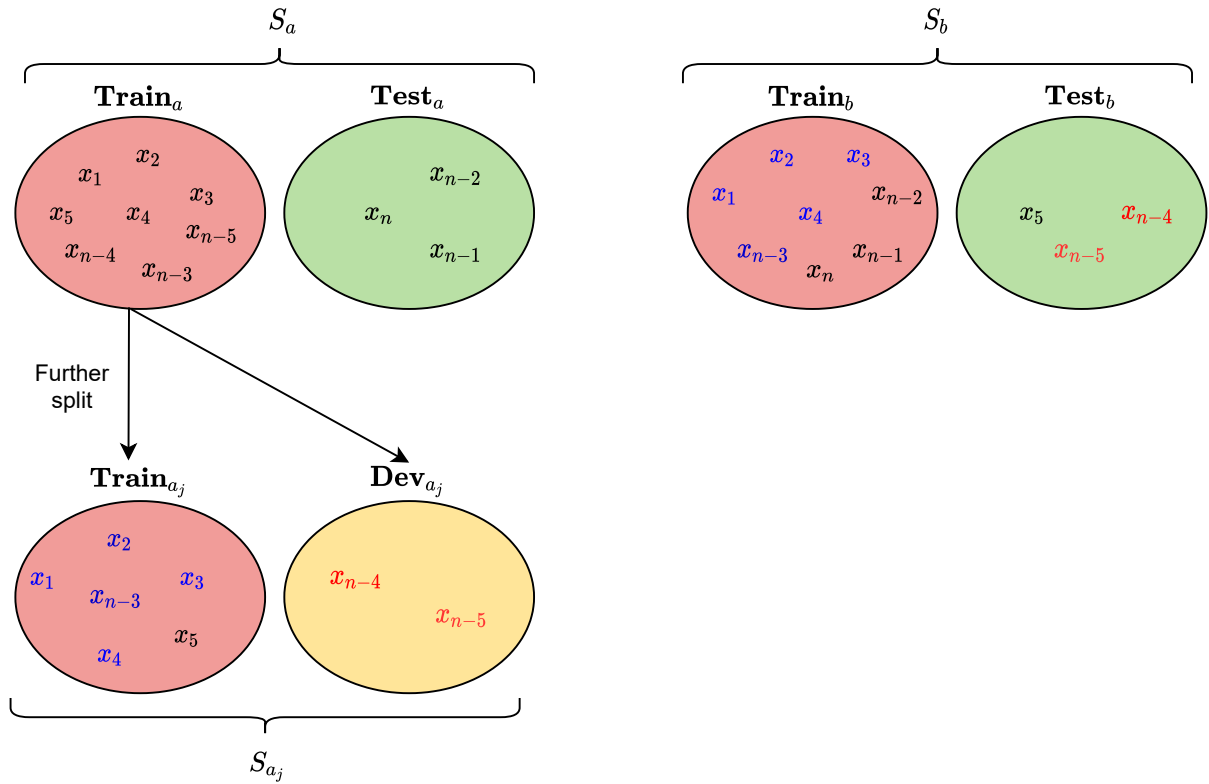 S_a
S_b
Train_a
Test_a
Train_b
Test_b
x_2
x_1
x_3
x_5
x_4
x_{n-5}
x_{n-4}
x_{n-3}
x_{n-2}
x_n
x_{n-1}
x_2
x_3
x_1
x_{n-2}
x_4
x_{n-3}
x_{n-1}
x_n
x_5
x_{n-4}
x_{n-5}
Further
split
Train_{a_j}
Dev_{a_j}
x_2
x_1
x_3
x_{n-3}
x_5
x_4
x_{n-4}
x_{n-5}
S_{a_j}